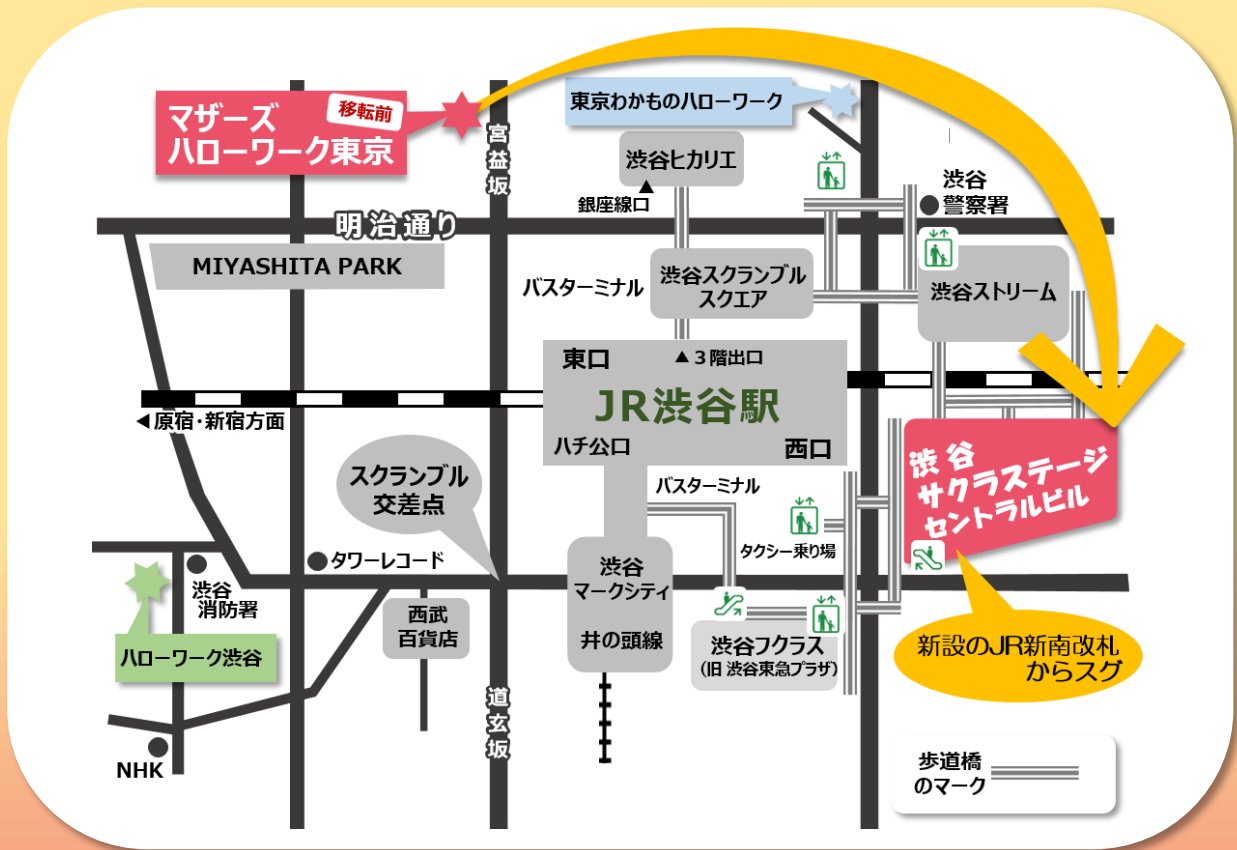 マザーズ
ハローワーク東京
移転前
東京わかものハローワーク
宮益坂
渋谷ヒカリエ
銀座線口
▲
渋谷
警察署
明治通り
MIYASHITA PARK
バスターミナル
渋谷スクランブル
スクエア
渋谷ストリーム
東口
▲３階出口
JR渋谷駅
◀原宿・新宿方面
ハチ公口
西口
スクランブル
交差点
バスターミナル
渋谷
サクラステージ
セントラルビル
タクシー乗り場
タワーレコード
渋谷
消防署
渋谷
マークシティ
井の頭線
西武
百貨店
ハローワーク渋谷
渋谷フクラス
(旧 渋谷東急プラザ)
新設のJR新南改札
からスグ
道玄坂
NHK
歩道橋
のマーク